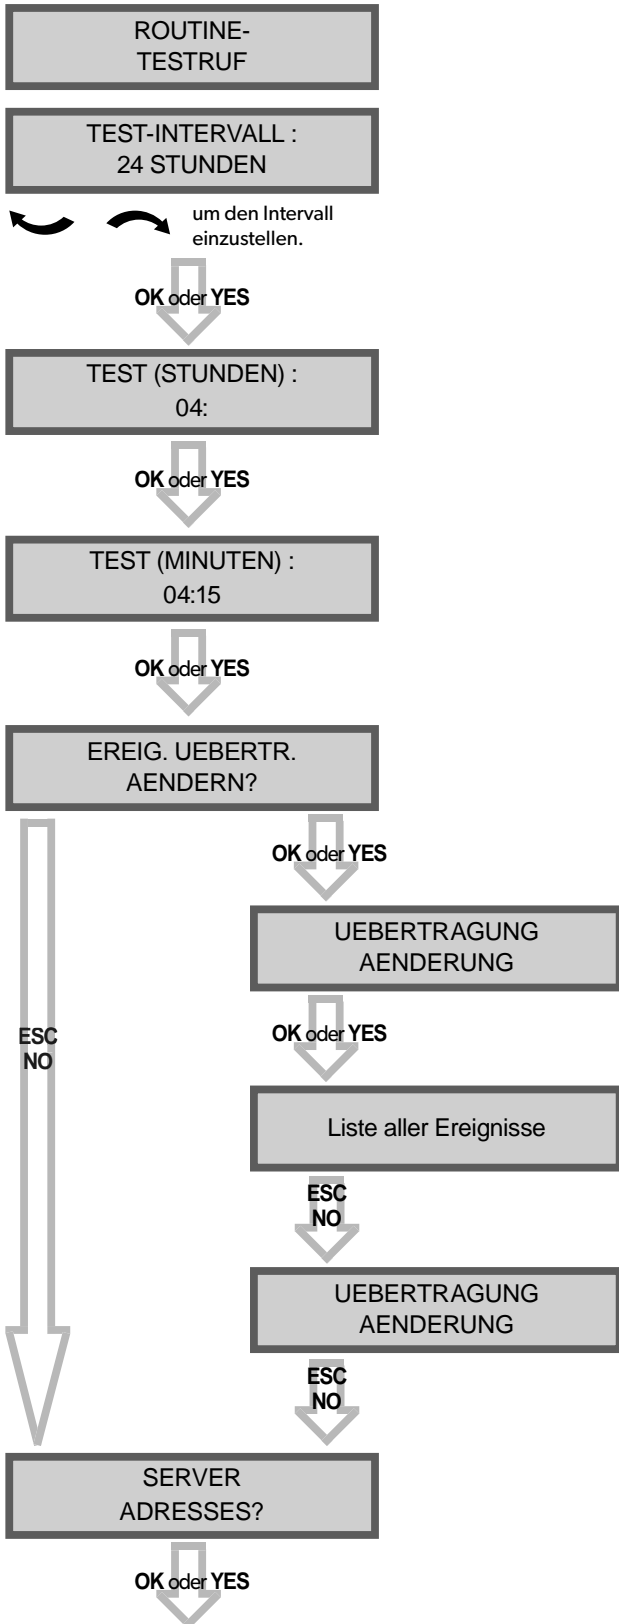 ROUTINE-
TESTRUF
TEST-INTERVALL :
24 STUNDEN
um den Intervall
einzustellen.
OK oder YES
TEST (STUNDEN) :
04:
OK oder YES
TEST (MINUTEN) :
04:15
OK oder YES
EREIG. UEBERTR.
AENDERN?
OK oder YES
UEBERTRAGUNG
AENDERUNG
OK oder YES
ESC
NO
Liste aller Ereignisse
ESC
NO
UEBERTRAGUNG
AENDERUNG
ESC
NO
SERVER
ADRESSES?
OK oder YES